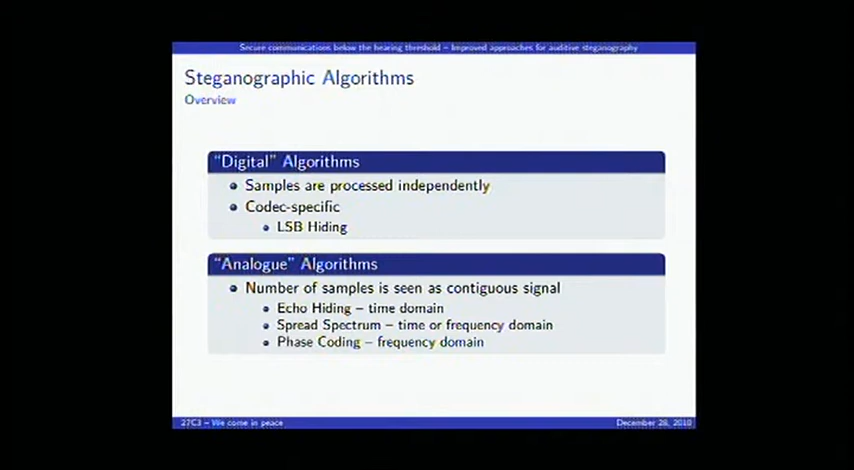 Secure communications below the hearing threshold – Improved approaches for auditive steganography
Steganographic Algorithms
Overview
“Digital” Algorithms
Samples are processed independently
Codec-specific
LSB Hiding
“Analogue” Algorithms
Number of samples is seen as contiguous signal
Echo Hiding – time domain
Spread Spectrum – time or frequency domain
Phase Coding – frequency domain
27C3 – We come in peace
December 28, 2010